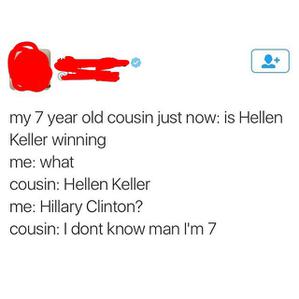 my 7 year old cousin just now: is Hellen
Keller winning
me: what
cousin: Hellen Keller
me: Hillary Clinton?
cousin: I dont know man I'm 7